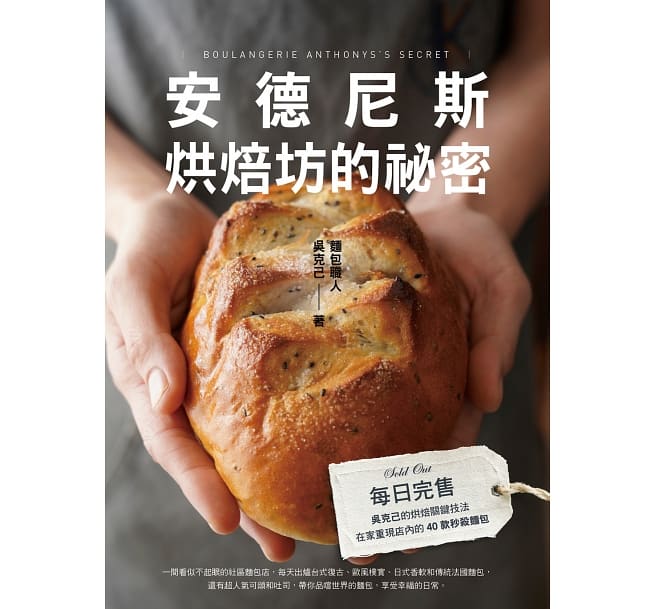 BOULANGERIE ANTHONYS'S SECRET
安德尼斯
烘焙坊的祕密
麵包職人
吳克己——著
Sold Out
每日完售
吳克己的烘焙關鍵技法
在家重現店內的 40 款秒殺麵包
一間看似不起眼的社區麵包店，每天出爐台式復古、歐風樸實、日式香軟和傳統法國麵包，
還有超人氣可頌和吐司，帶你品嚐世界的麵包，享受幸福的日常。